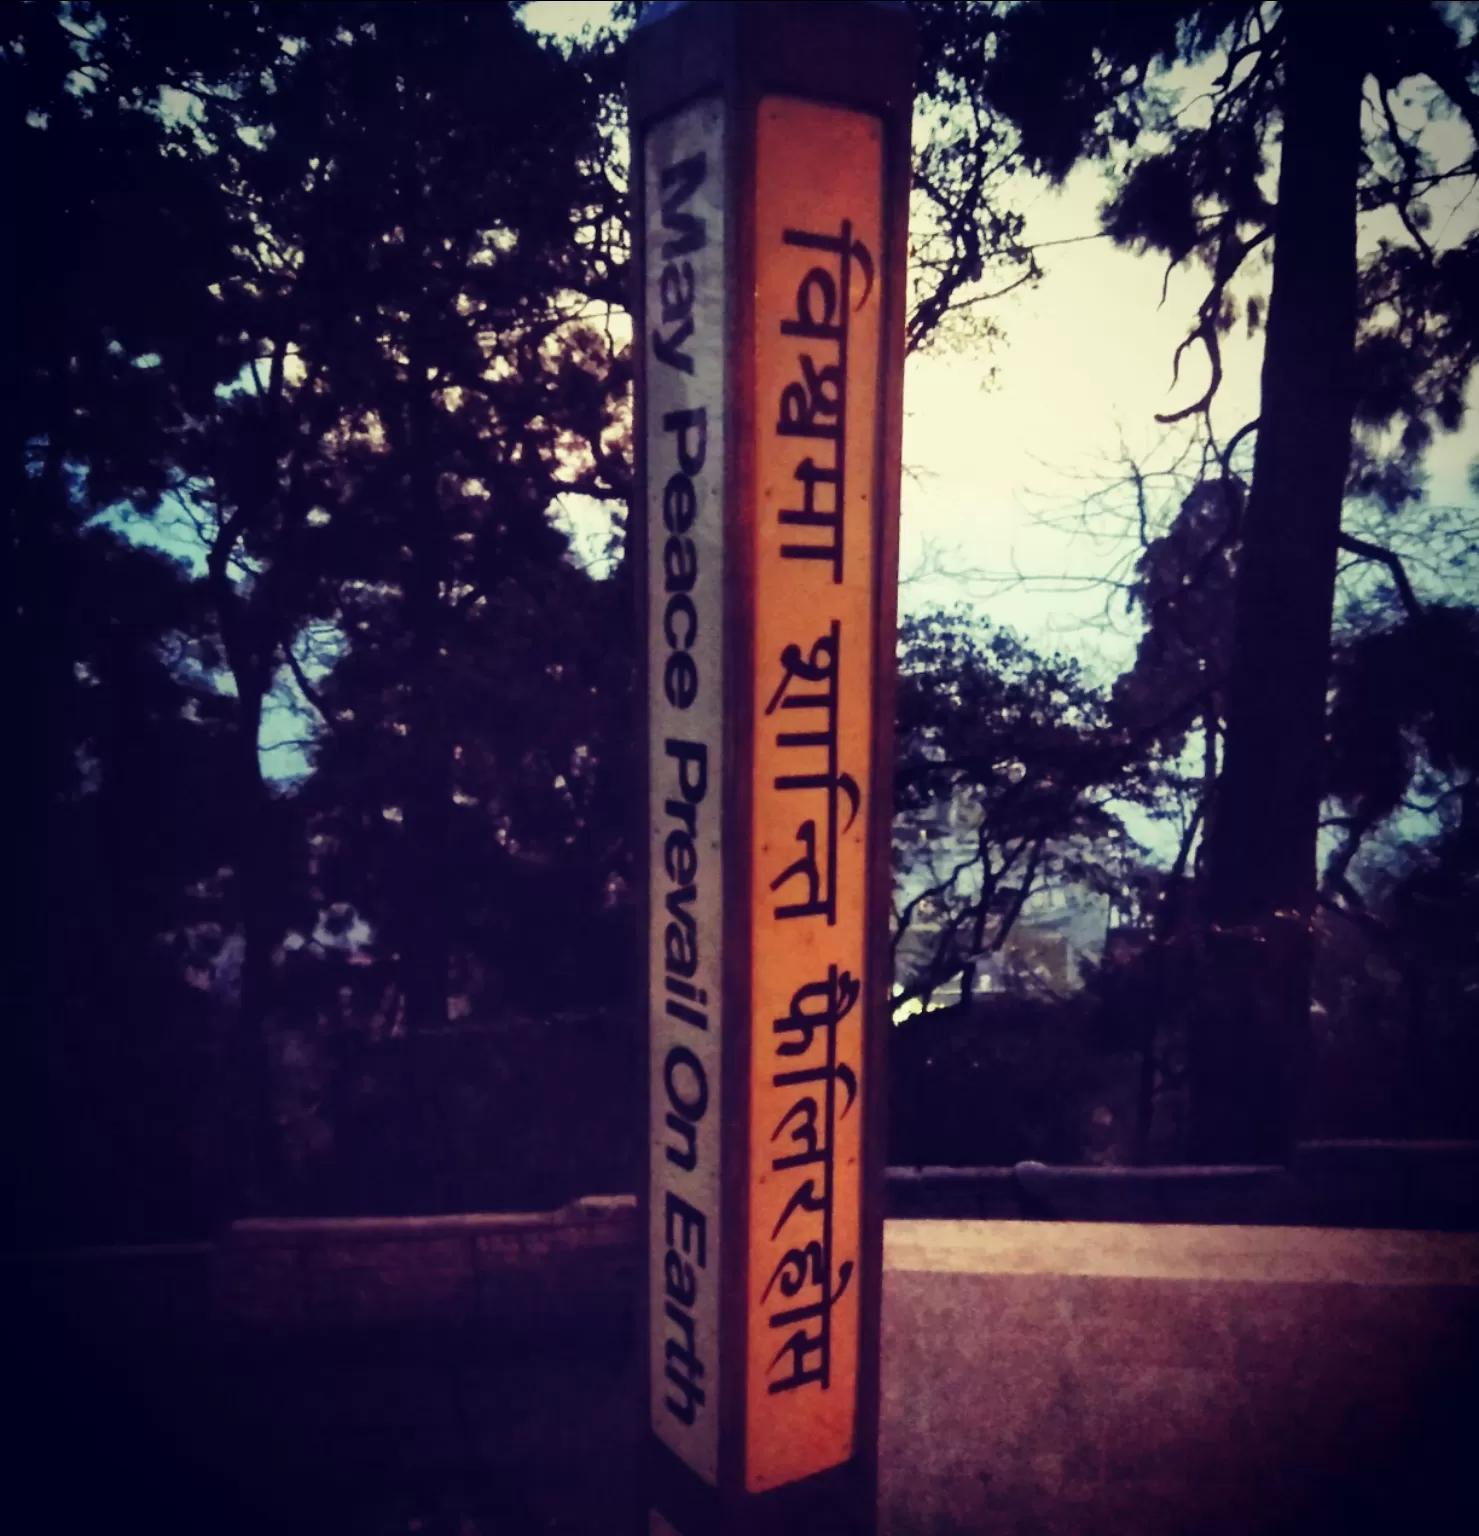 May Peace Prevail On Earth
विश्वमा शान्ति फैलिरहोस